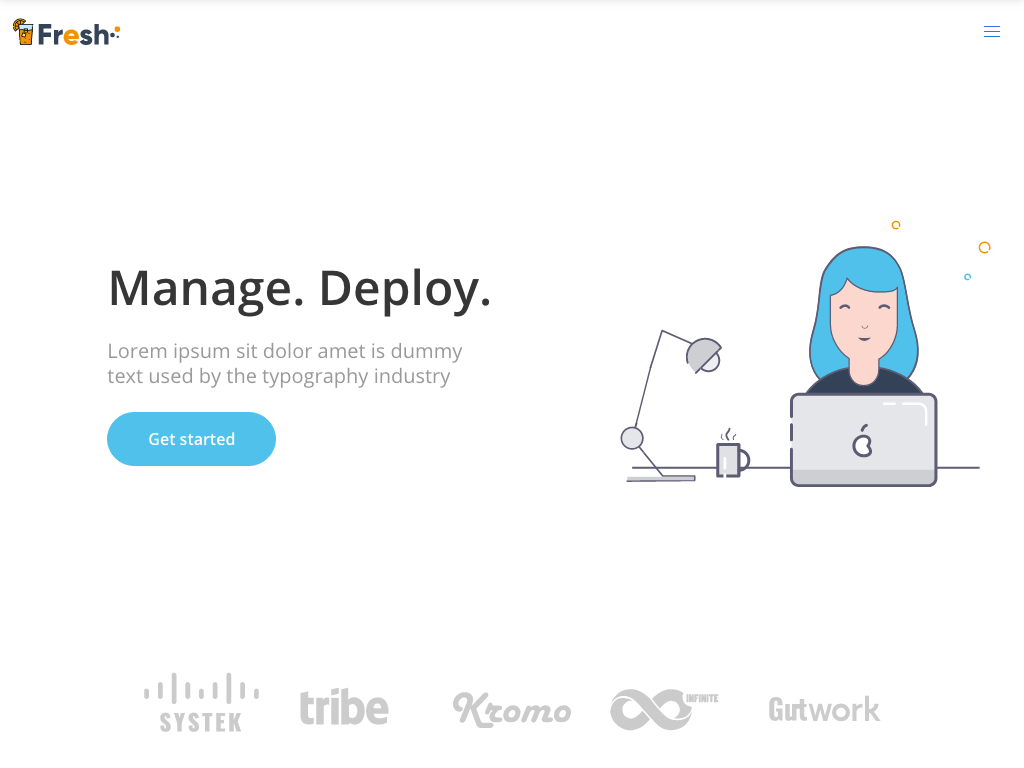 Fresh
Manage. Deploy.
Lorem ipsum sit dolor amet is dummy
text used by the typography industry
Get started
SYSTEK
tribe
Kromo
INFINITE
Gutwork